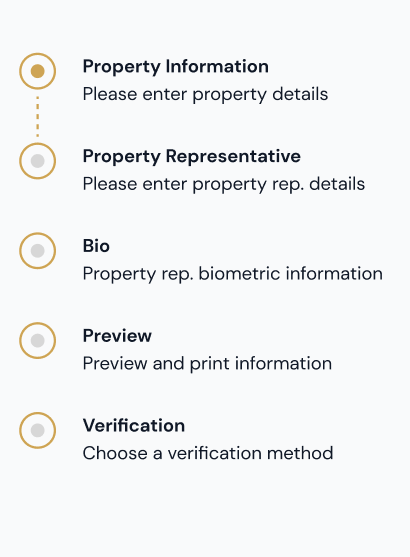 Property Information
Please enter property details
Property Representative
Please enter property rep. details
Bio
Property rep. biometric information
Preview
Preview and print information
Verification
Choose a verification method